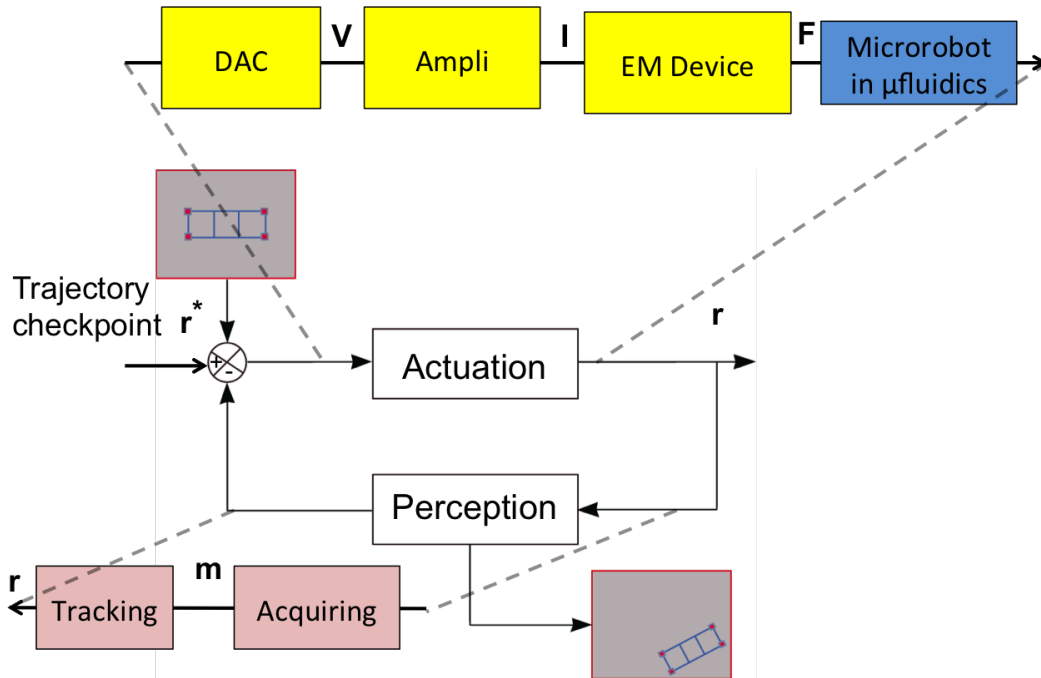 DAC
V
Ampli
I
EM Device
F
Microrobot
in µfluidics
Trajectory
checkpoint
r*
+
-
Actuation
r
Perception
r
Tracking
m
Acquiring